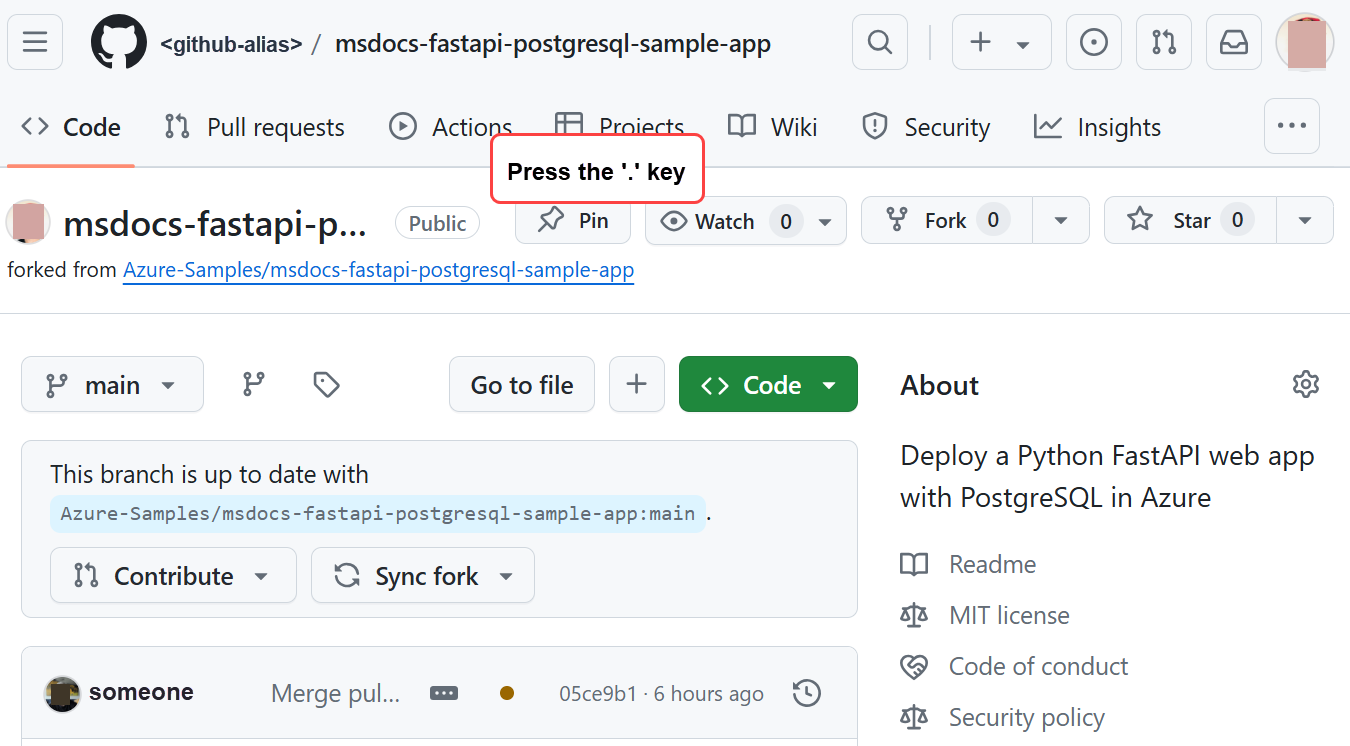 <github-alias> / msdocs-fastapi-postgresql-sample-app
Code Pull requests Actions Projects Wiki Security Insights
Press the '.' key
msdocs-fastapi-p... Public Pin Watch 0 Fork 0 Star 0
forked from Azure-Samples/msdocs-fastapi-postgresql-sample-app
main Go to file Code
This branch is up to date with
Azure-Samples/msdocs-fastapi-postgresql-sample-app:main .
Contribute Sync fork
someone Merge pul... 05ce9b1 · 6 hours ago
About
Deploy a Python FastAPI web app
with PostgreSQL in Azure
Readme
MIT license
Code of conduct
Security policy